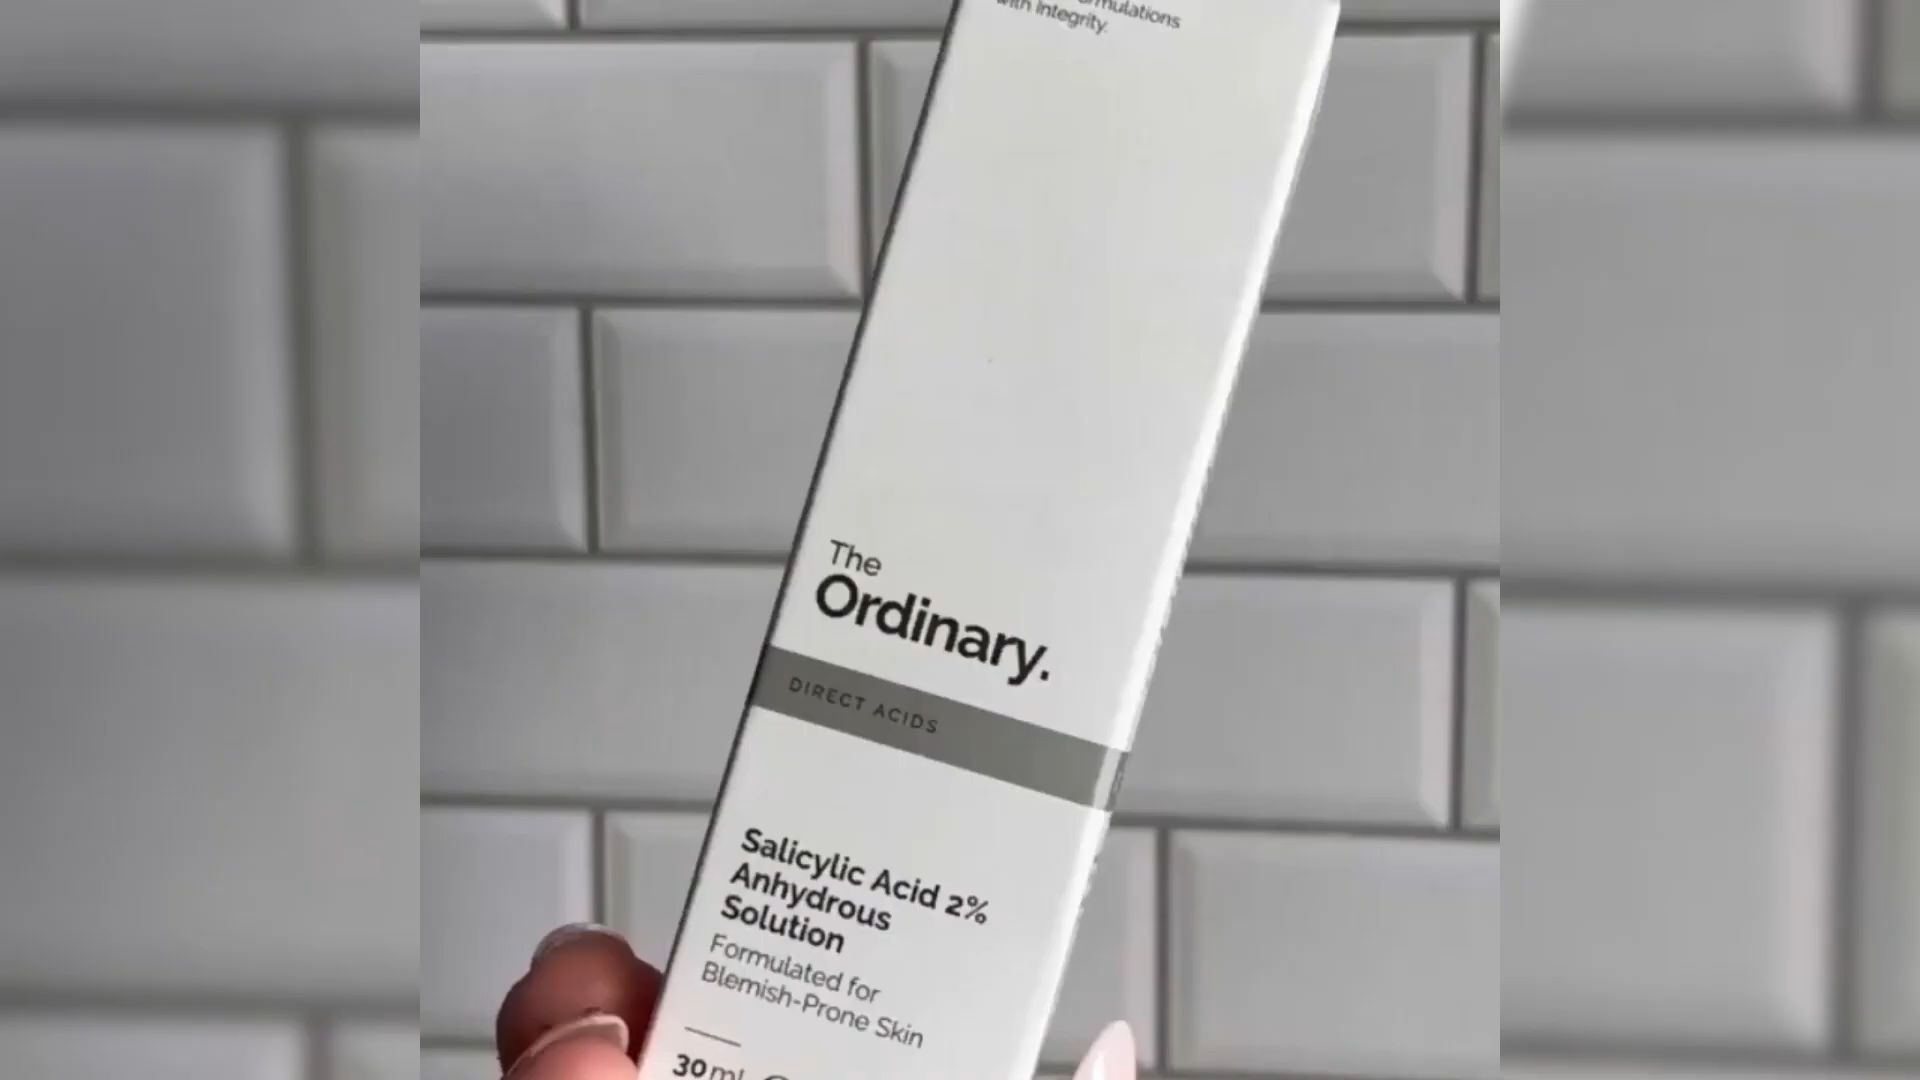 with integrity.
The
Ordinary.
DIRECT ACIDS
Salicylic Acid 2%
Anhydrous
Solution
Formulated for
Blemish-Prone Skin
30 ml